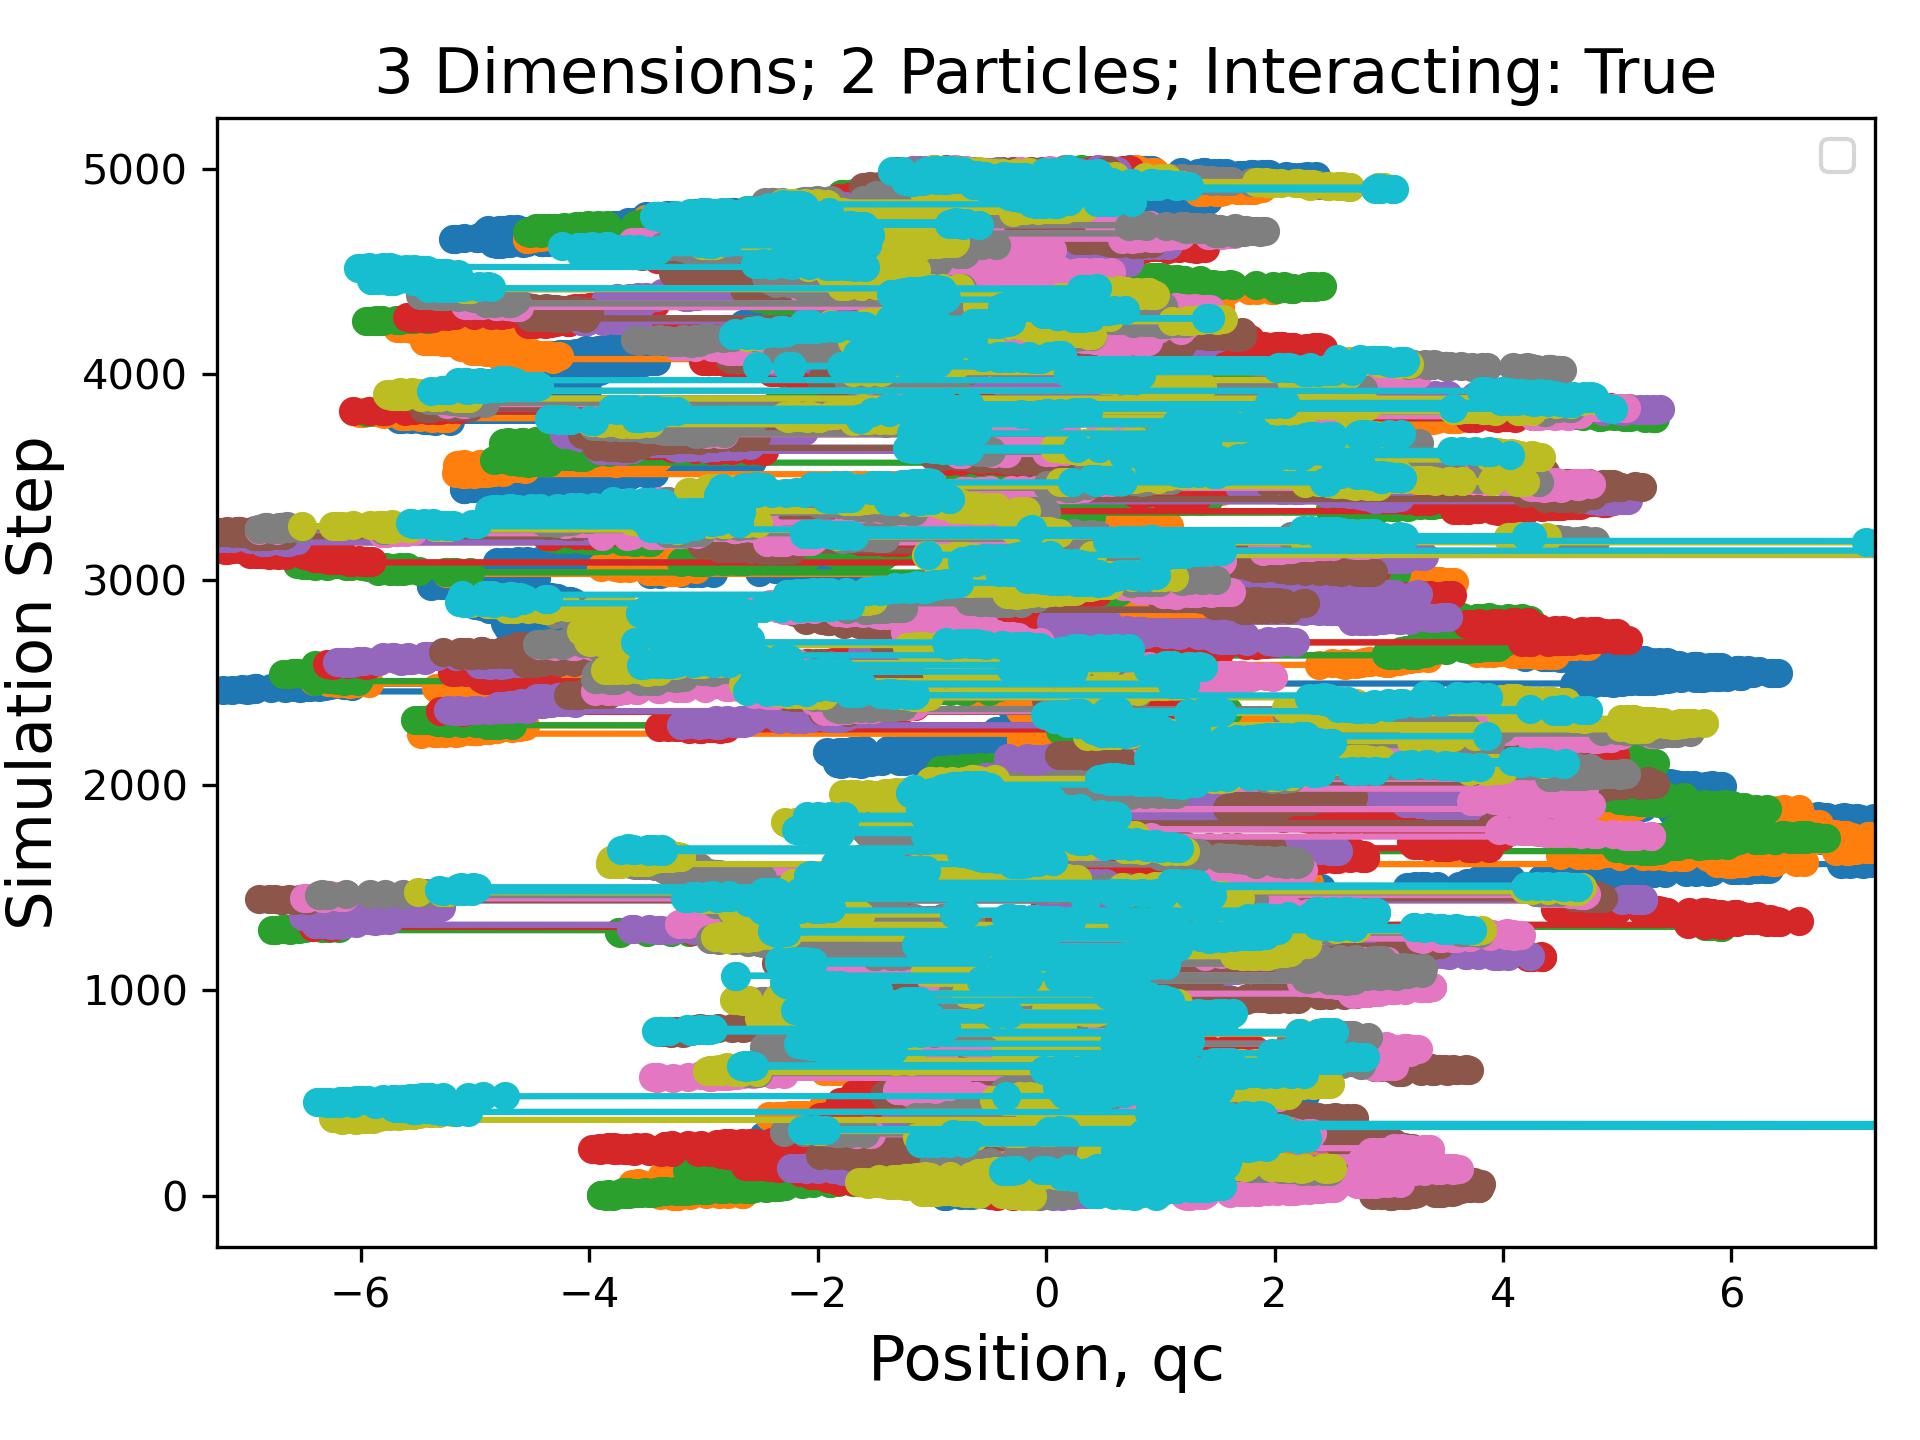 3 Dimensions; 2 Particles; Interacting: True
5000
4000
3000
2000
1000
0
Simulation Step
−6 −4 −2 0 2 4 6
Position, qc